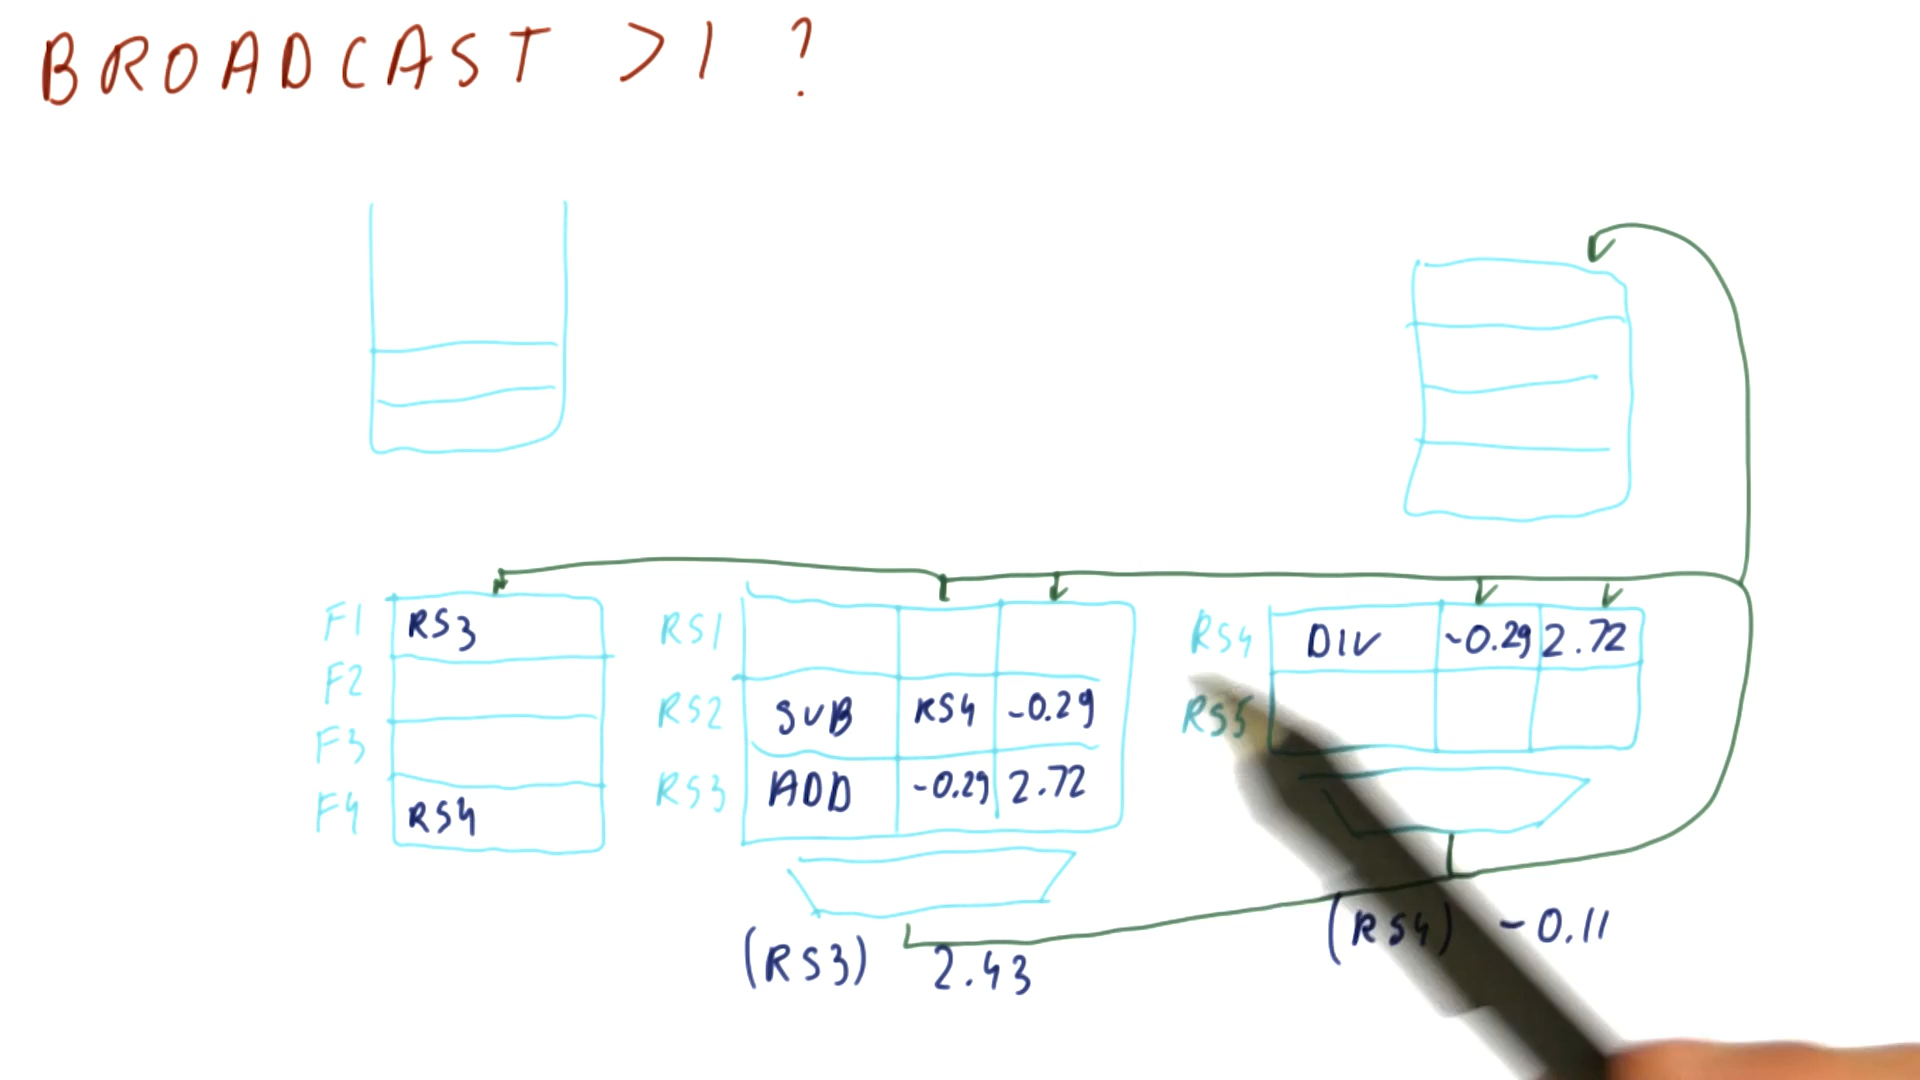 BROADCAST >1 ?
F1 RS3
F2
F3
F4 RS4
RS1
RS2 SUB RS4 -0.29
RS3 ADD -0.29 2.72
RS4 DIV -0.29 2.72
RS5
(RS3) 2.43
(RS4) -0.11